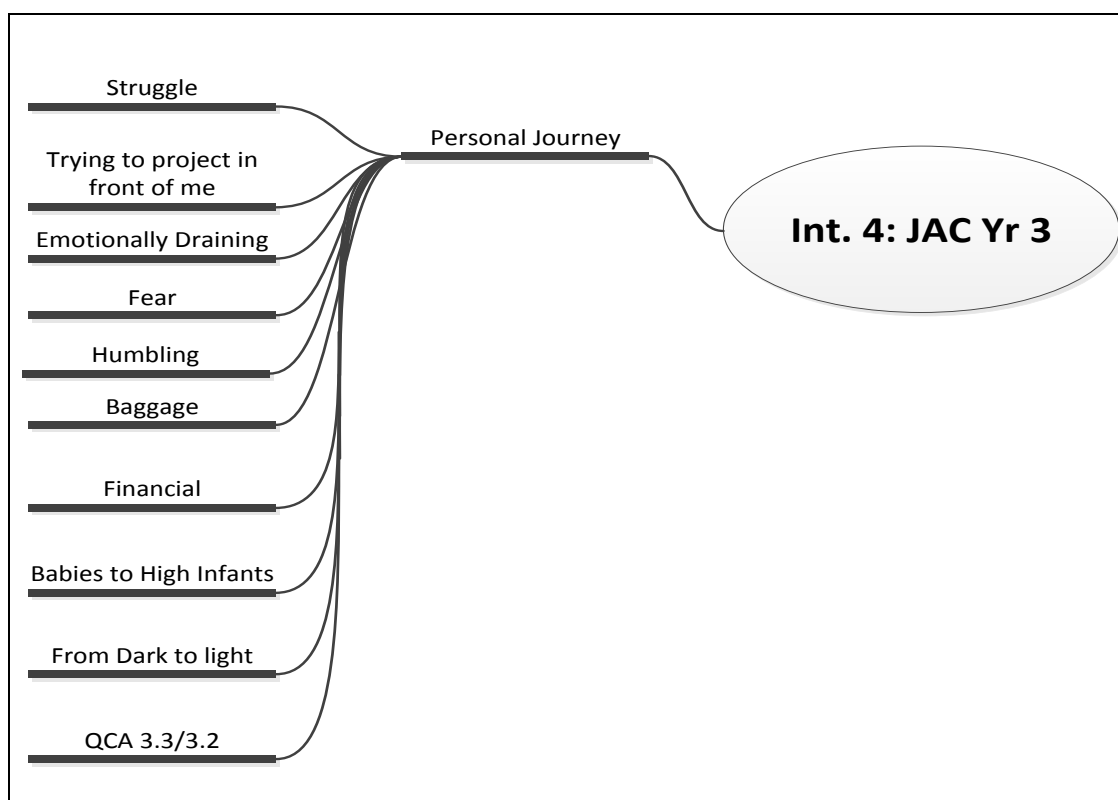 Struggle
Personal Journey
Trying to project in
front of me
Int. 4: JAC Yr 3
Emotionally Draining
Fear
Humbling
Baggage
Financial
Babies to High Infants
From Dark to light
QCA 3.3/3.2